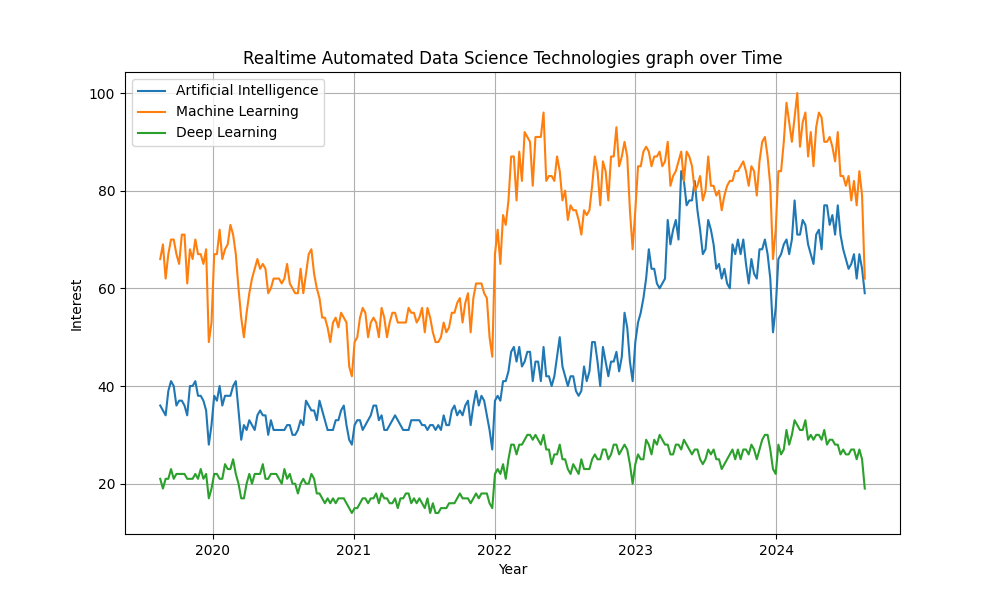 Realtime Automated Data Science Technologies graph over Time
Artificial Intelligence
Machine Learning
Deep Learning
100
80
60
40
20
Interest
2020 2021 2022 2023 2024
Year